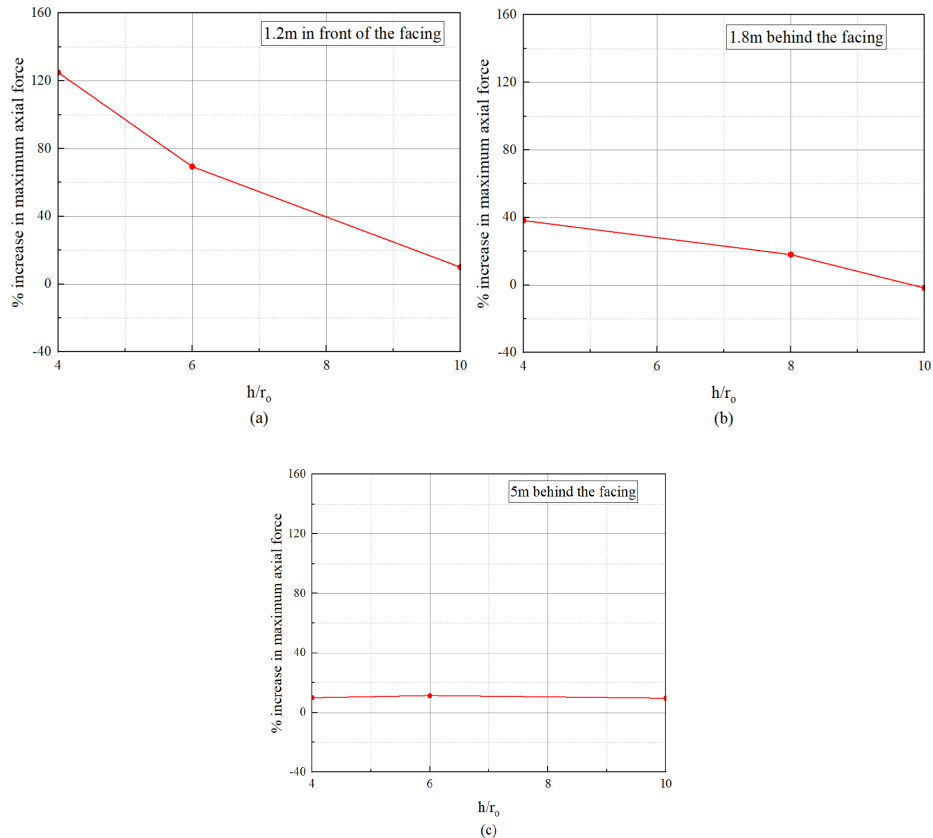 1.2m in front of the facing
% increase in maximum axial force
160
120
80
40
0
-40
4 6 8 10
h/ro
(a)
1.8m behind the facing
% increase in maximum axial force
160
120
80
40
0
-40
4 6 8 10
h/ro
(b)
5m behind the facing
% increase in maximum axial force
160
120
80
40
0
-40
4 6 8 10
h/ro
(c)